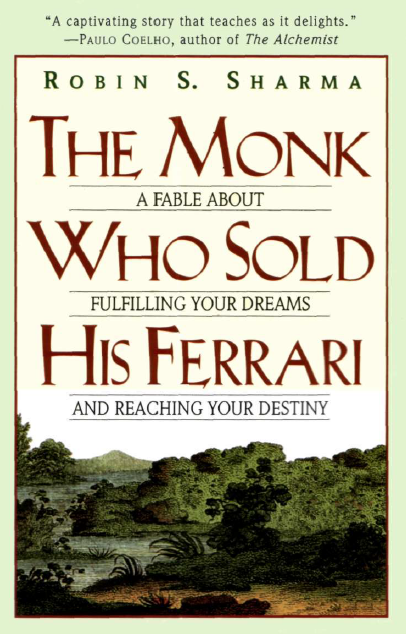 “A captivating story that teaches as it delights.”
—PAULO COELHO, author of The Alchemist
ROBIN S. SHARMA
THE MONK
A FABLE ABOUT
WHO SOLD
FULFILLING YOUR DREAMS
HIS FERRARI
AND REACHING YOUR DESTINY